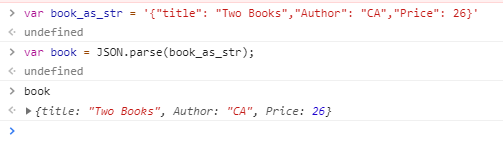 > var book_as_str = '{"title": "Two Books","Author": "CA","Price": 26}'
undefined
> var book = JSON.parse(book_as_str);
undefined
> book
{title: "Two Books", Author: "CA", Price: 26}
>